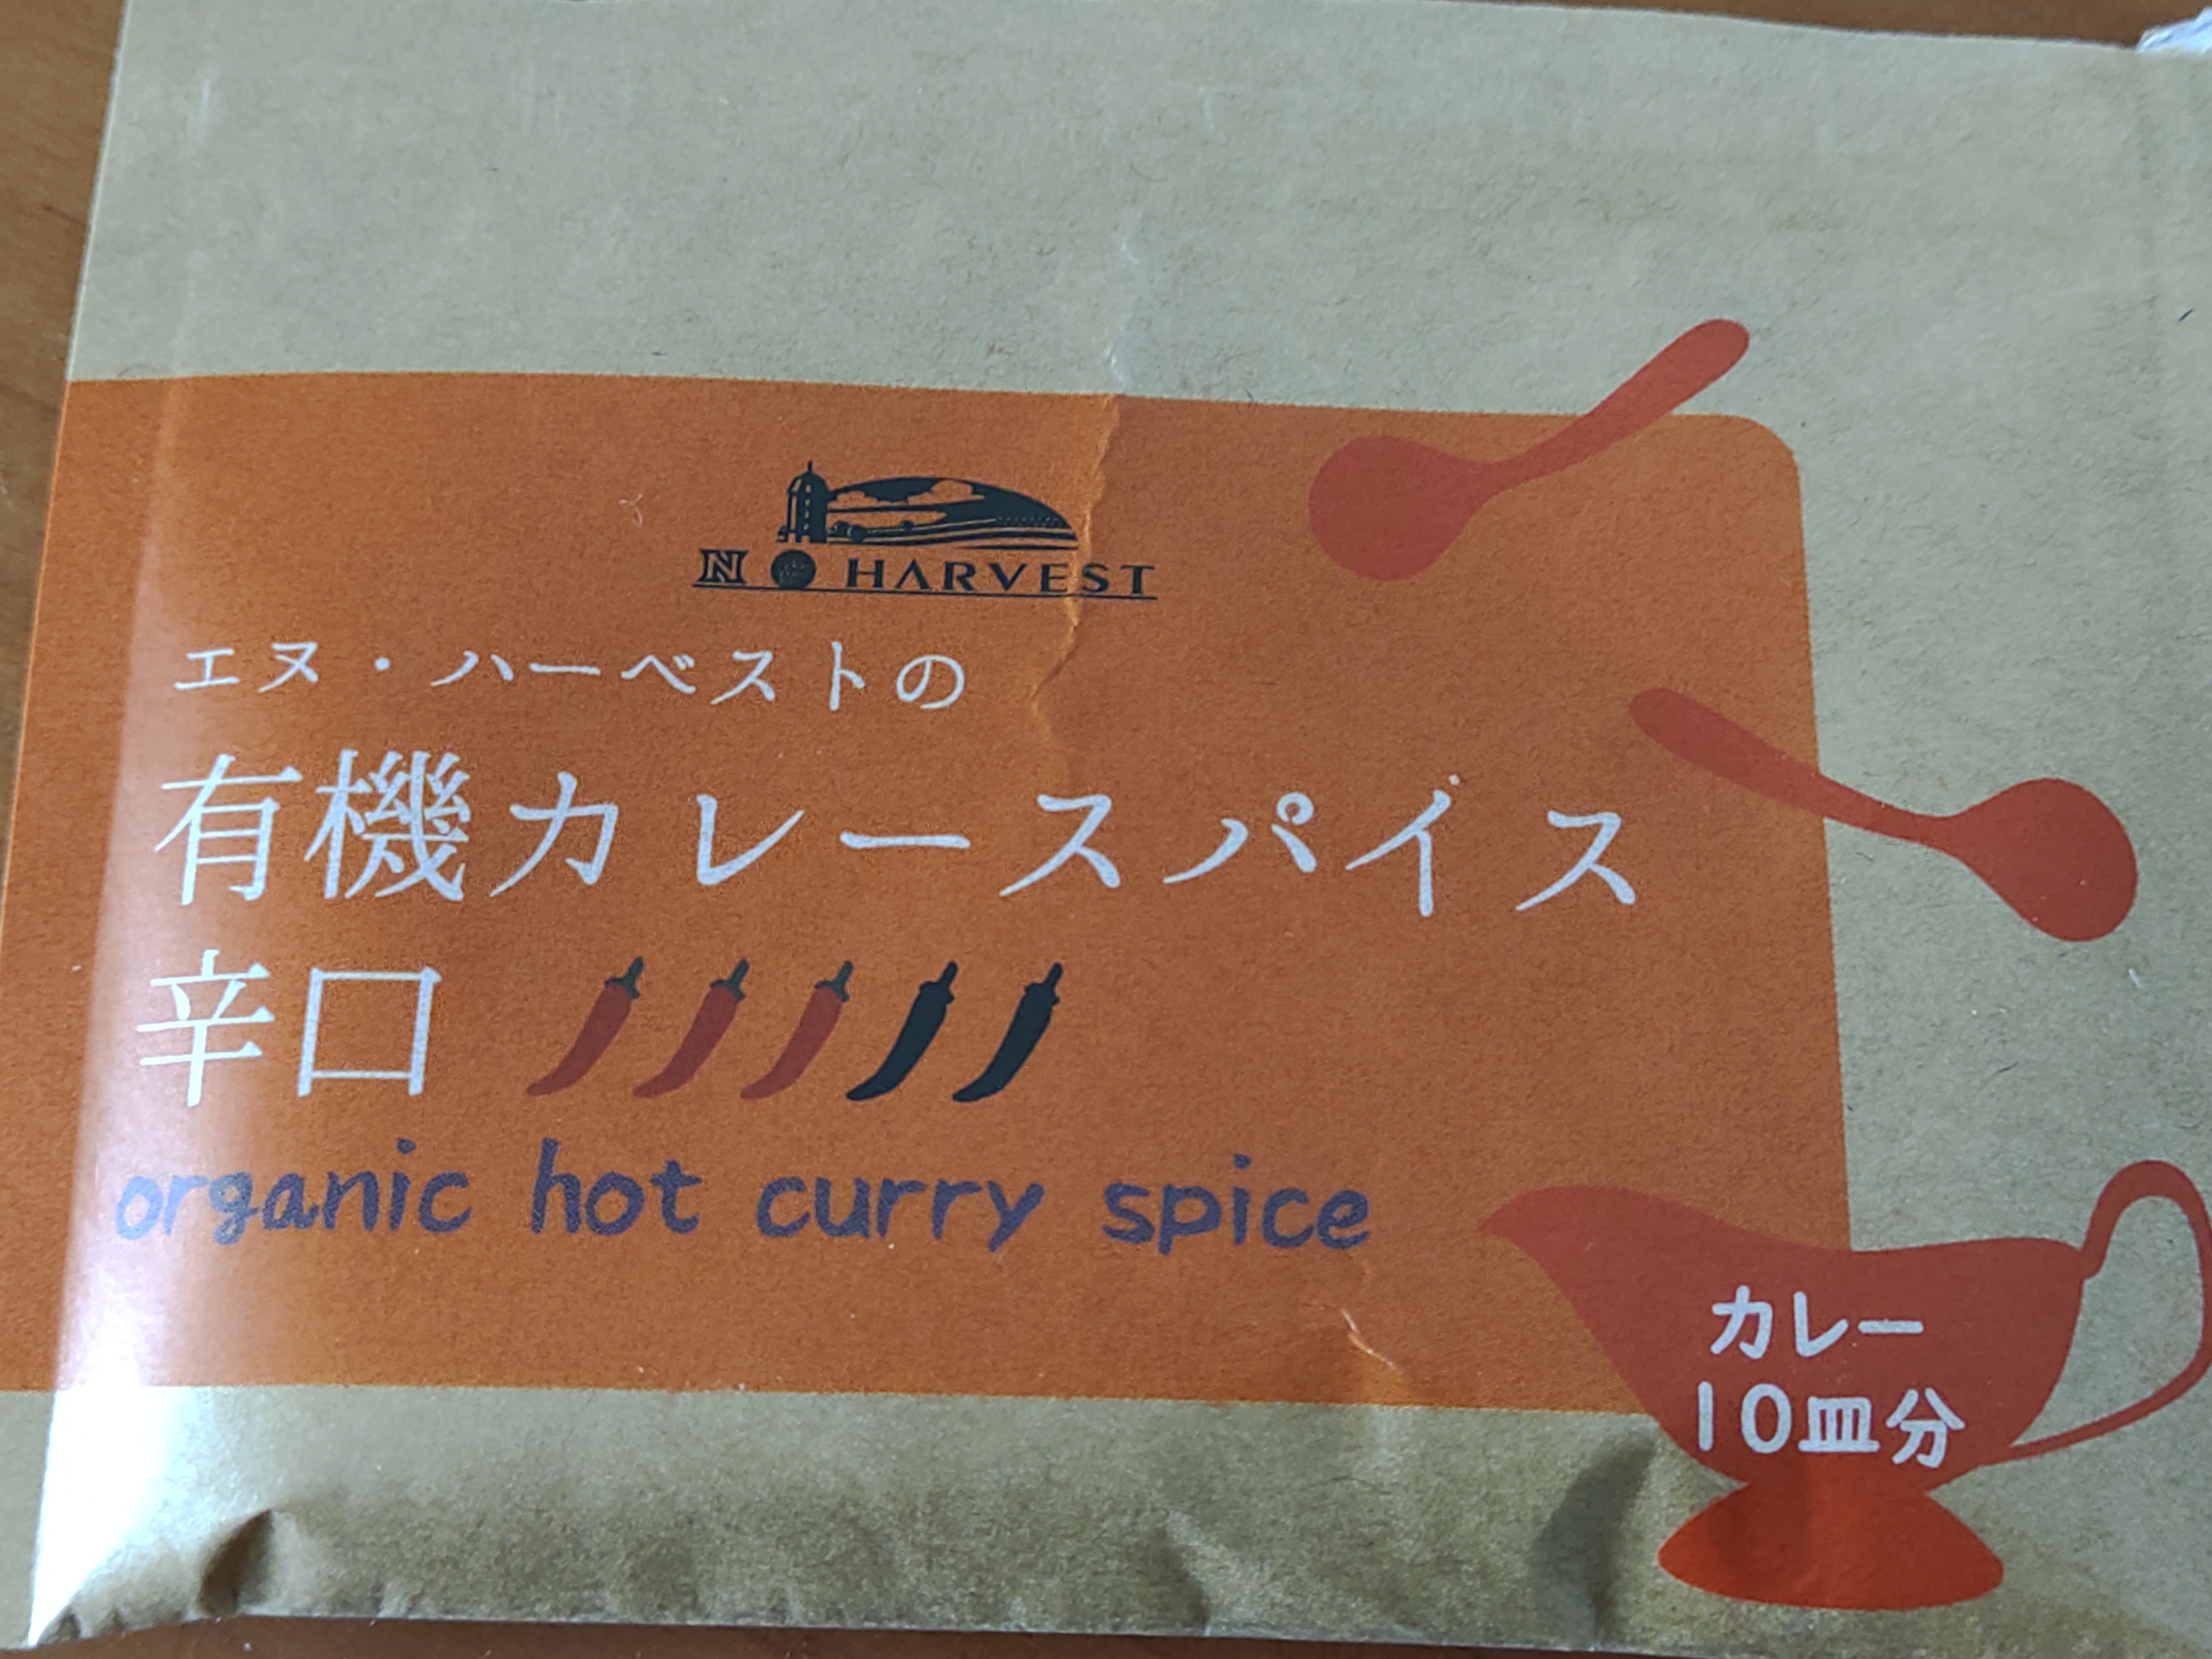 N HARVEST
エヌ・ハーベストの
有機カレースパイス
辛口
organic hot curry spice
カレー
10皿分